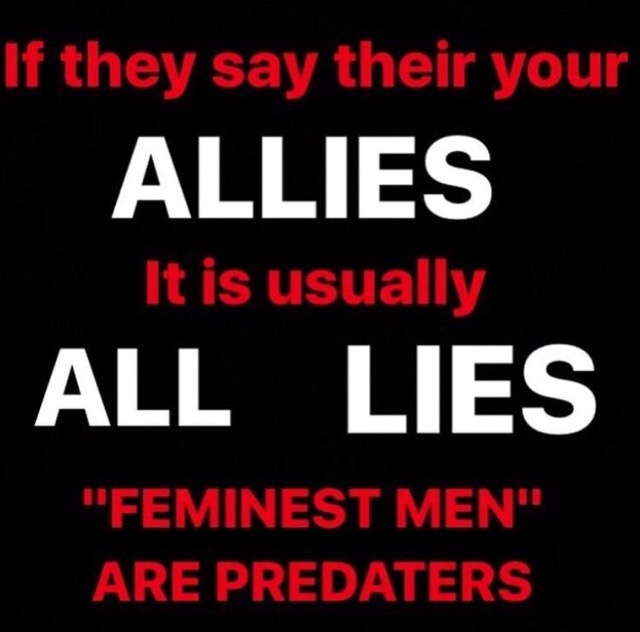 If they say their your
ALLIES
It is usually
ALL LIES
"FEMINEST MEN"
ARE PREDATERS